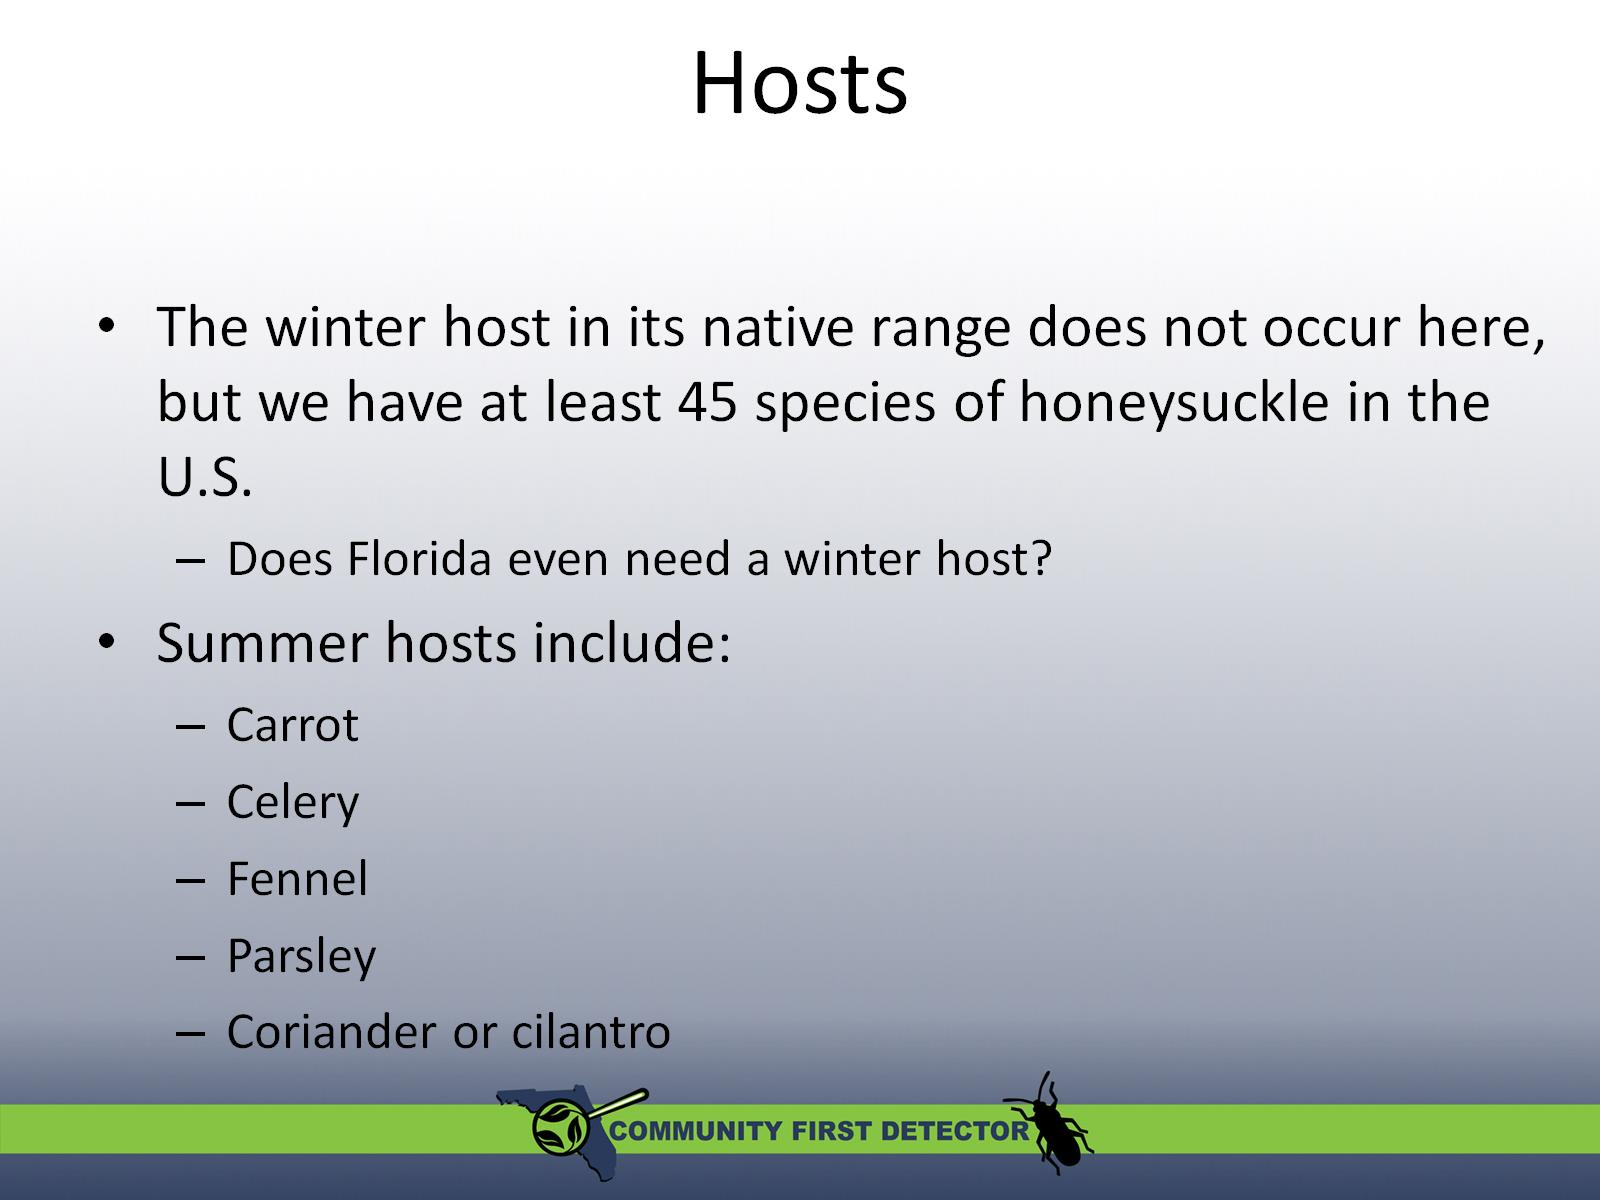 Hosts
• The winter host in its native range does not occur here,
but we have at least 45 species of honeysuckle in the
U.S.
– Does Florida even need a winter host?
• Summer hosts include:
– Carrot
– Celery
– Fennel
– Parsley
– Coriander or cilantro
COMMUNITY FIRST DETECTOR